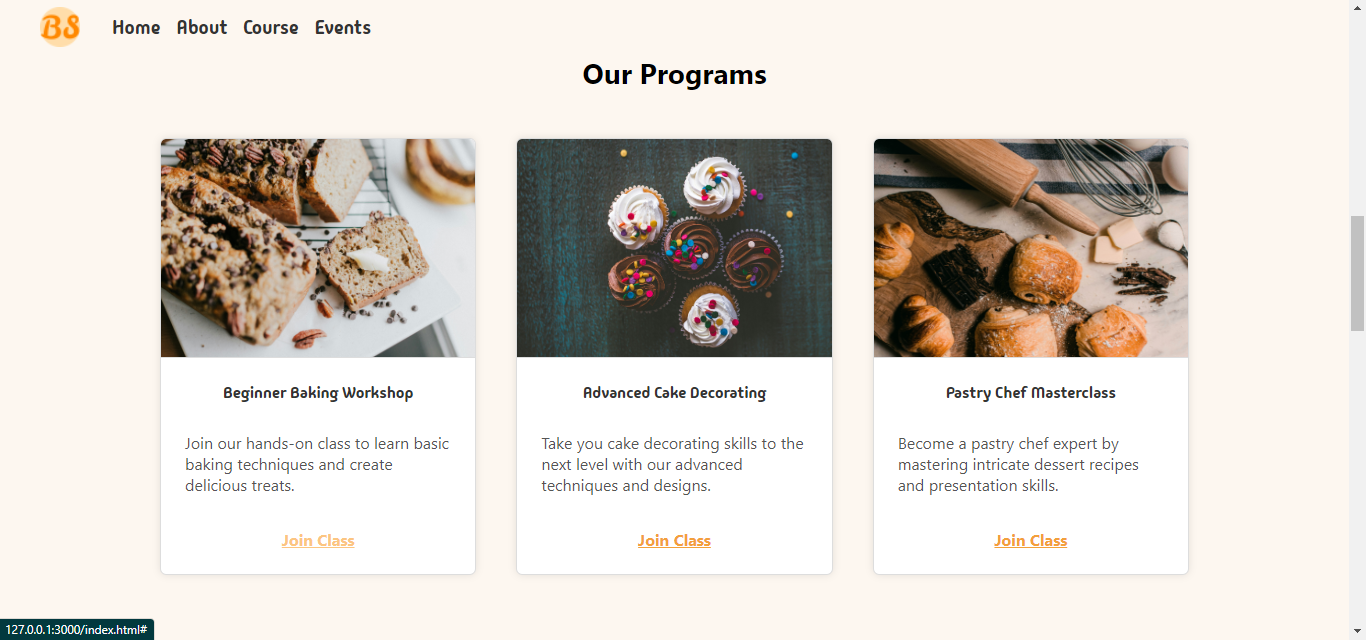 BS
Home About Course Events
Our Programs
Beginner Baking Workshop
Join our hands-on class to learn basic
baking techniques and create
delicious treats.
Join Class
Advanced Cake Decorating
Take you cake decorating skills to the
next level with our advanced
techniques and designs.
Join Class
Pastry Chef Masterclass
Become a pastry chef expert by
mastering intricate dessert recipes
and presentation skills.
Join Class
127.0.0.1:3000/index.html#